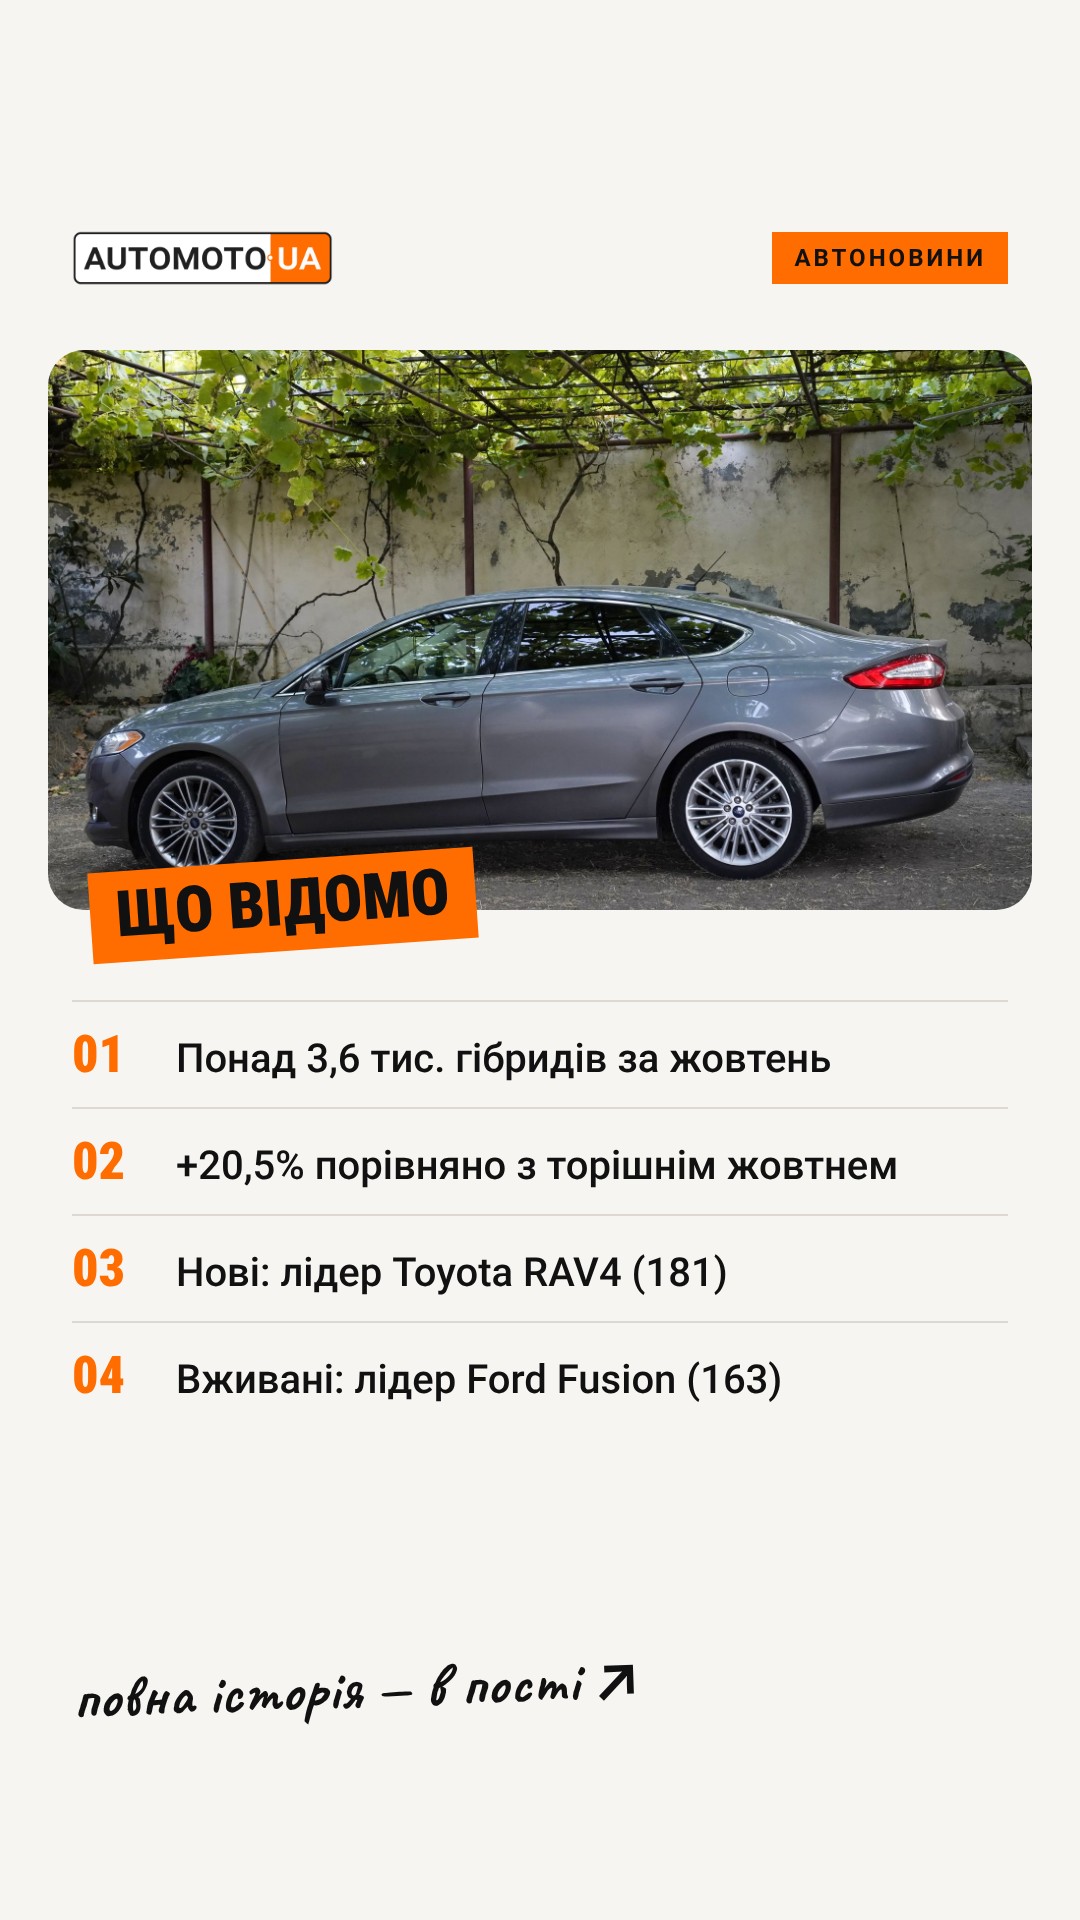 AUTOMOTO UA
АВТОНОВИНИ
ЩО ВІДОМО
01 Понад 3,6 тис. гібридів за жовтень
02 +20,5% порівняно з торішнім жовтнем
03 Нові: лідер Toyota RAV4 (181)
04 Вживані: лідер Ford Fusion (163)
повна історія — в пості ↗